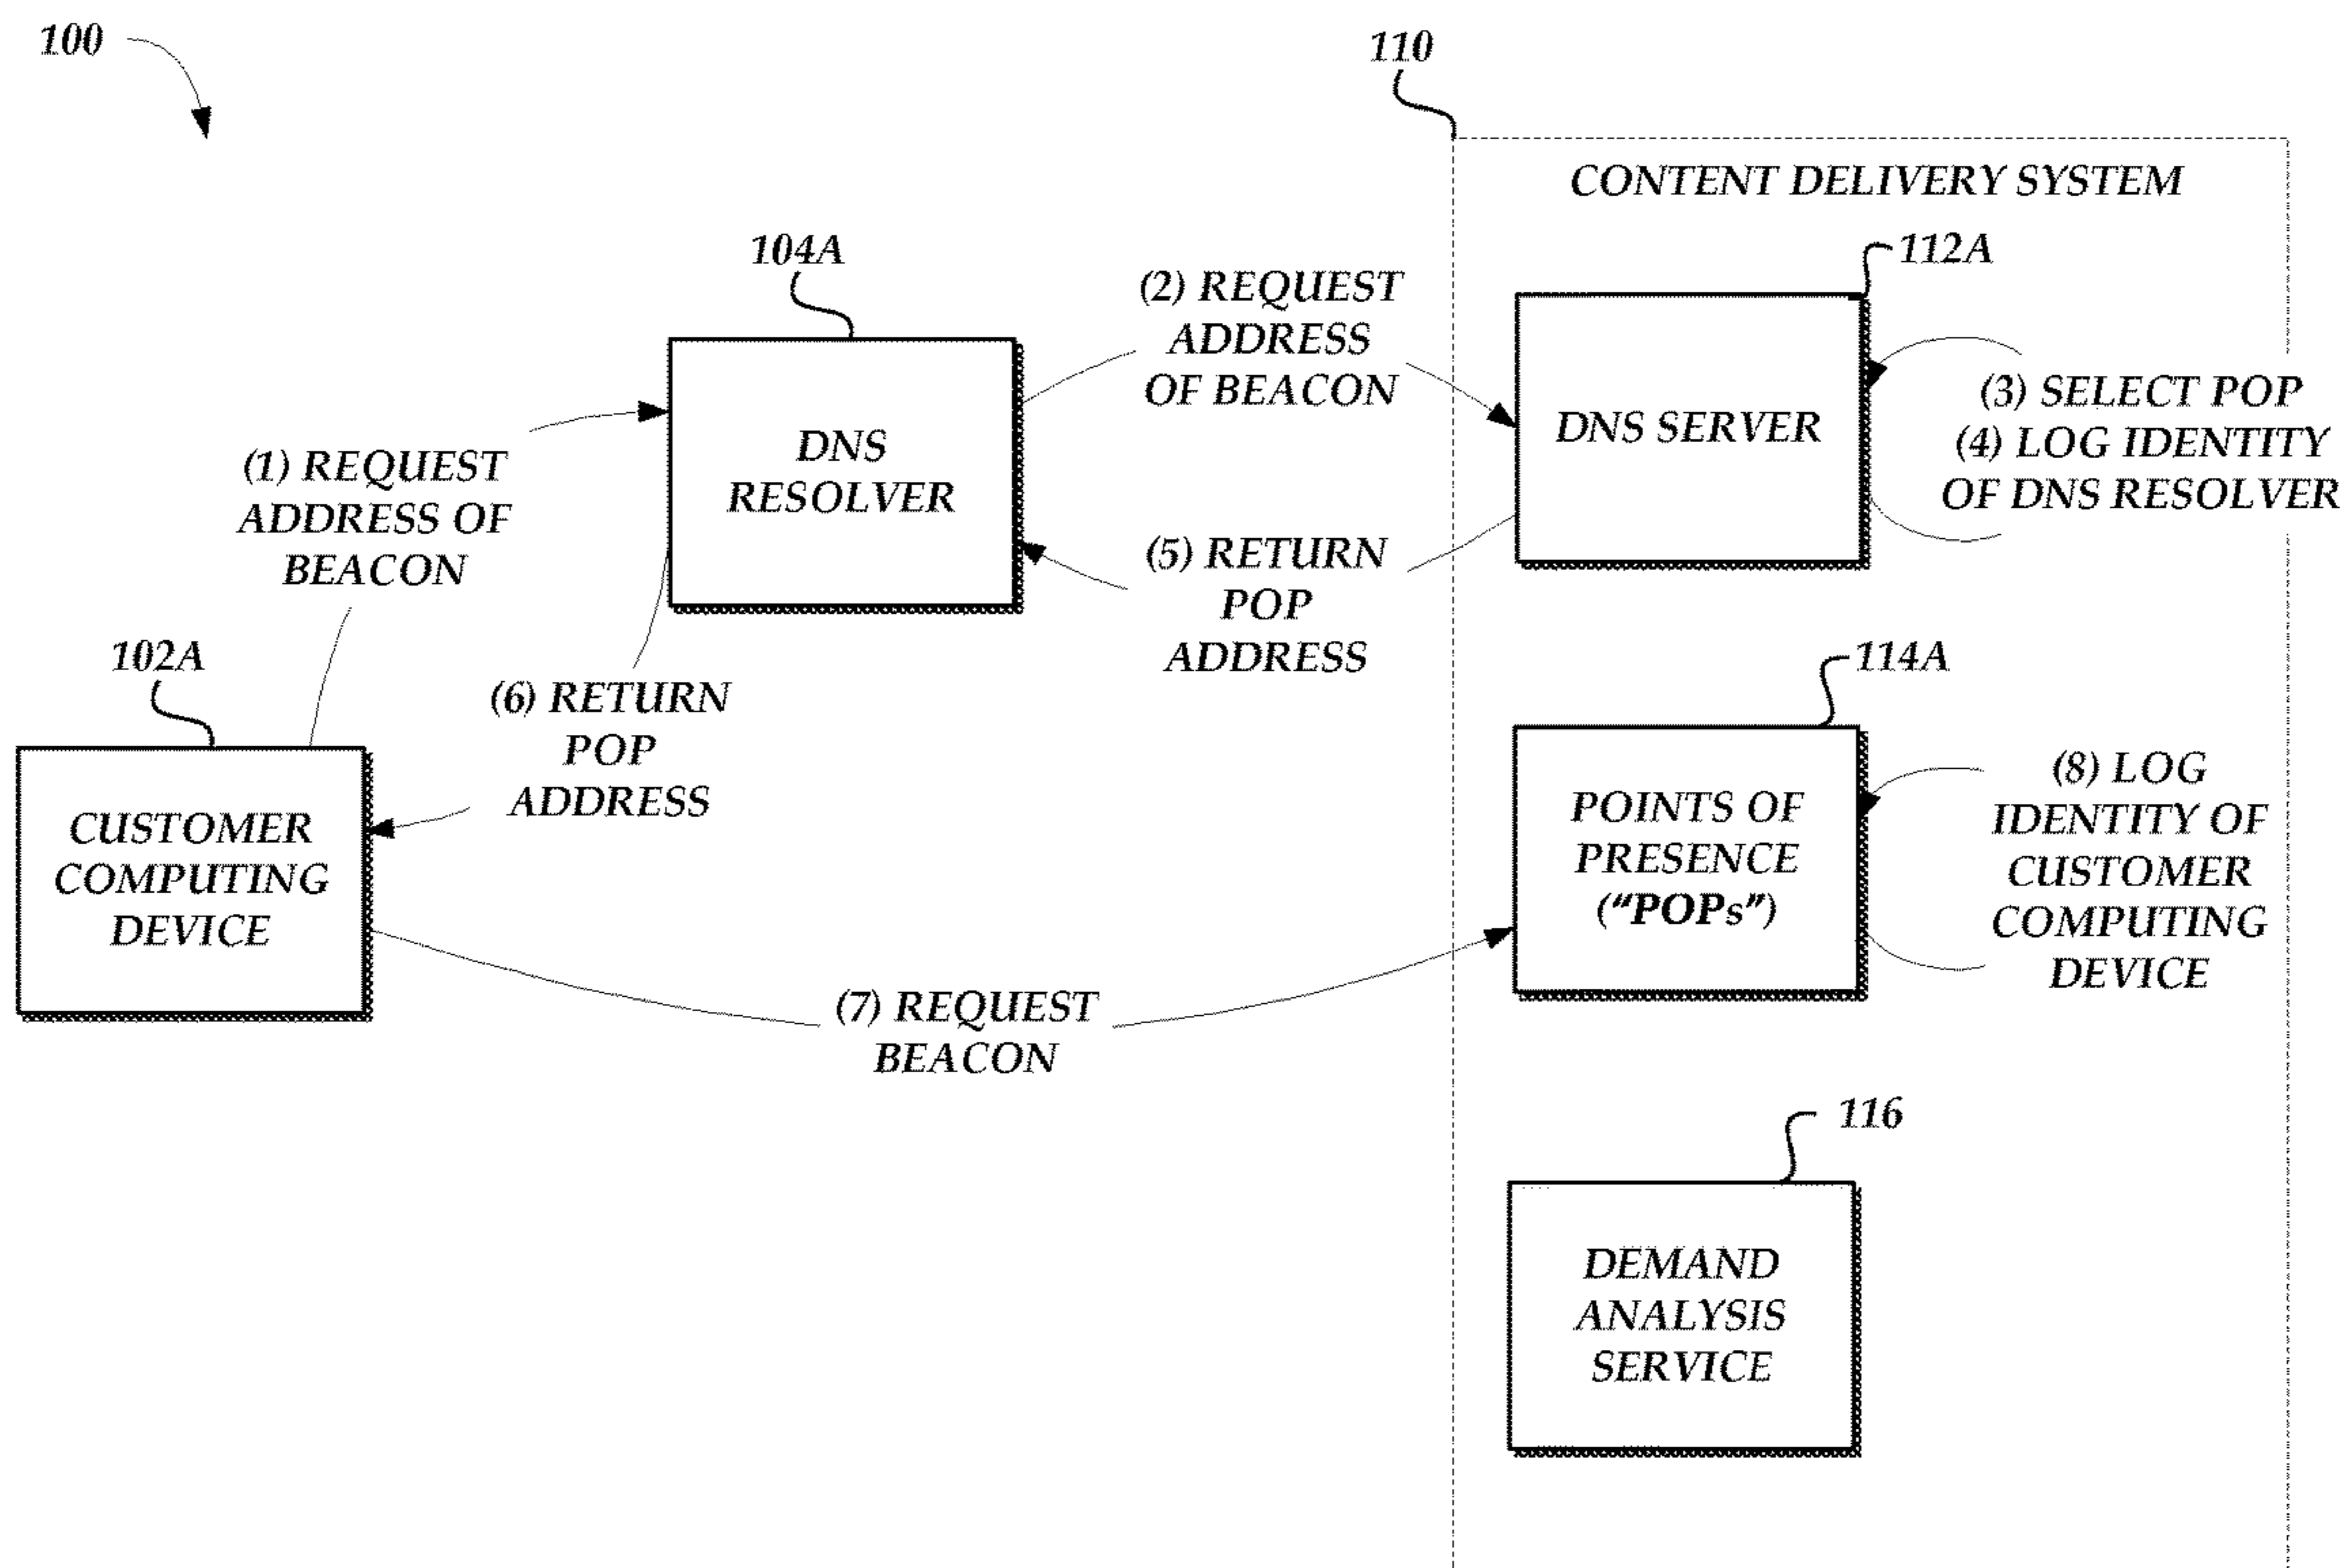 100
110
CONTENT DELIVERY SYSTEM
104A
112A
(2) REQUEST
ADDRESS
OF BEACON
DNS
RESOLVER
DNS SERVER
(3) SELECT POP
(4) LOG IDENTITY
OF DNS RESOLVER
(1) REQUEST
ADDRESS OF
BEACON
(5) RETURN
POP
ADDRESS
102A
(6) RETURN
POP
ADDRESS
114A
CUSTOMER
COMPUTING
DEVICE
POINTS OF
PRESENCE
(“POPs”)
(8) LOG
IDENTITY OF
CUSTOMER
COMPUTING
DEVICE
(7) REQUEST
BEACON
116
DEMAND
ANALYSIS
SERVICE